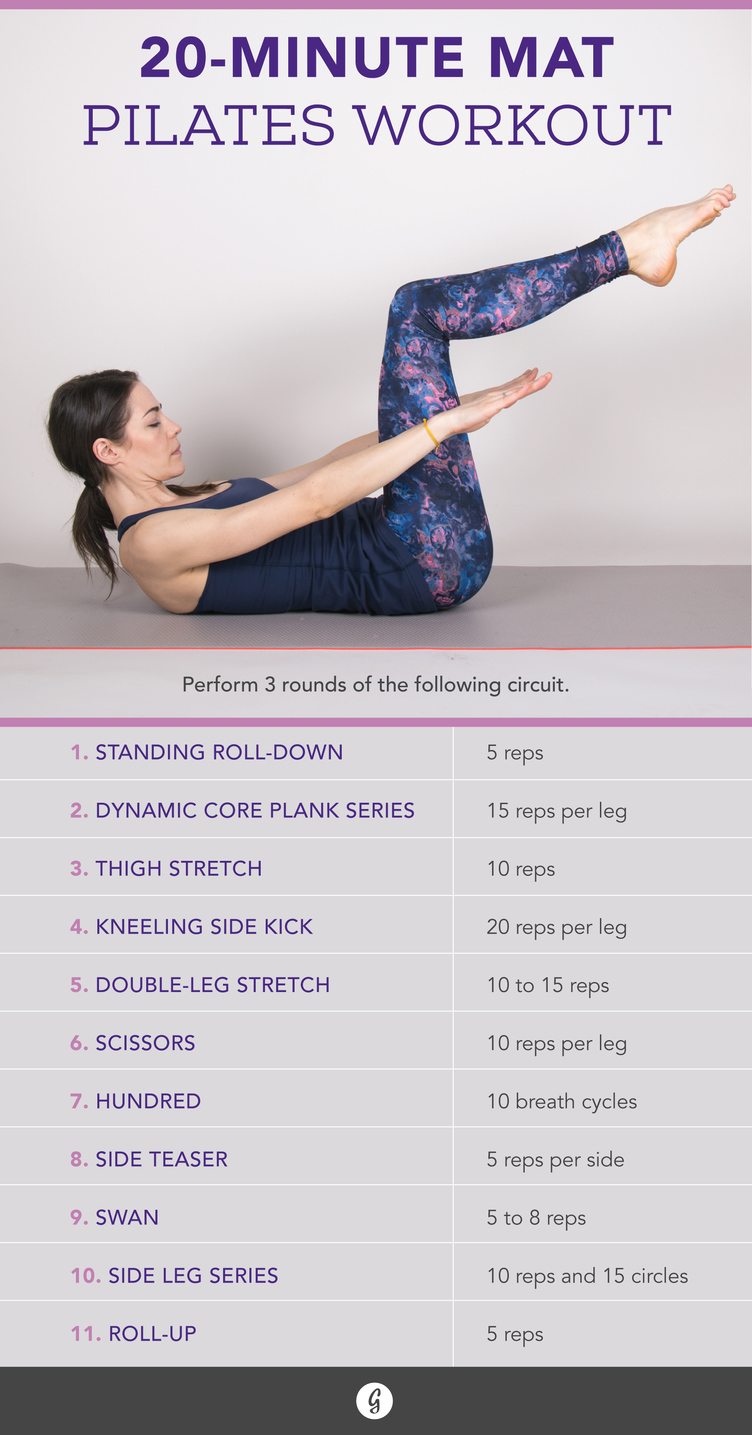 20-MINUTE MAT
PILATES WORKOUT
Perform 3 rounds of the following circuit.
1. STANDING ROLL-DOWN 5 reps
2. DYNAMIC CORE PLANK SERIES 15 reps per leg
3. THIGH STRETCH 10 reps
4. KNEELING SIDE KICK 20 reps per leg
5. DOUBLE-LEG STRETCH 10 to 15 reps
6. SCISSORS 10 reps per leg
7. HUNDRED 10 breath cycles
8. SIDE TEASER 5 reps per side
9. SWAN 5 to 8 reps
10. SIDE LEG SERIES 10 reps and 15 circles
11. ROLL-UP 5 reps
G